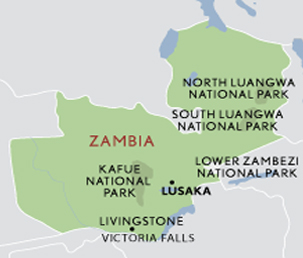 NORTH LUANGWA
NATIONAL PARK
SOUTH LUANGWA
NATIONAL PARK
ZAMBIA
LOWER ZAMBEZI
NATIONAL PARK
KAFUE
NATIONAL
PARK
LUSAKA
LIVINGSTONE
VICTORIA FALLS